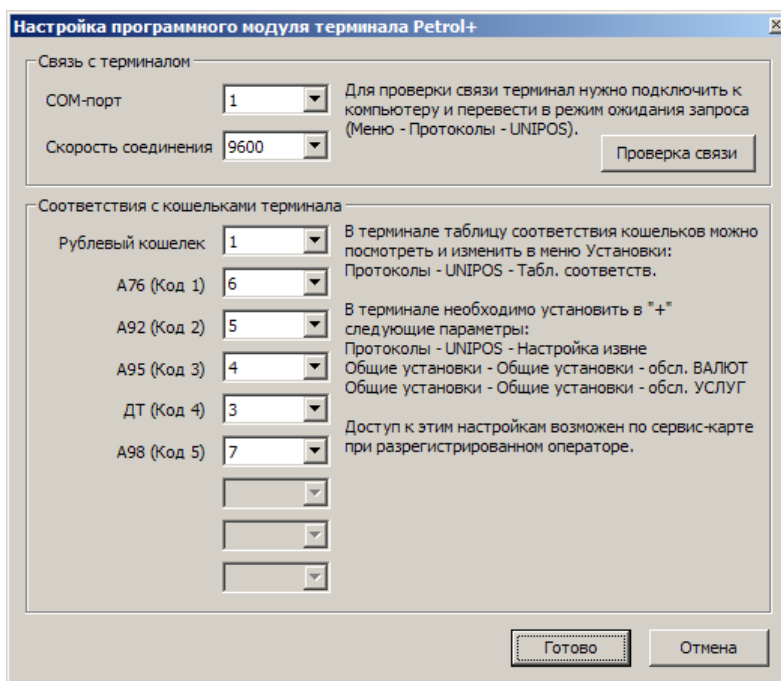 Настройка программного модуля терминала Petrol+
Связь с терминалом
COM-порт
1
Скорость соединения
9600
Для проверки связи терминал нужно подключить к
компьютеру и перевести в режим ожидания запроса
(Меню - Протоколы - UNIPOS).
Проверка связи
Соответствия с кошельками терминала
Рублевый кошелек
1
А76 (Код 1)
6
А92 (Код 2)
5
А95 (Код 3)
4
ДТ (Код 4)
3
А98 (Код 5)
7
В терминале таблицу соответствия кошельков можно
посмотреть и изменить в меню Установки:
Протоколы - UNIPOS - Табл. соответств.
В терминале необходимо установить в "+"
следующие параметры:
Протоколы - UNIPOS - Настройка извне
Общие установки - Общие установки - обсл. ВАЛЮТ
Общие установки - Общие установки - обсл. УСЛУГ
Доступ к этим настройкам возможен по сервис-карте
при разрегистрированном операторе.
Готово
Отмена